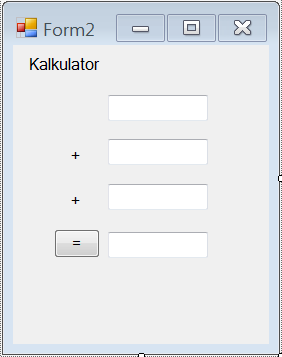 Form2
Kalkulator
+
+
=